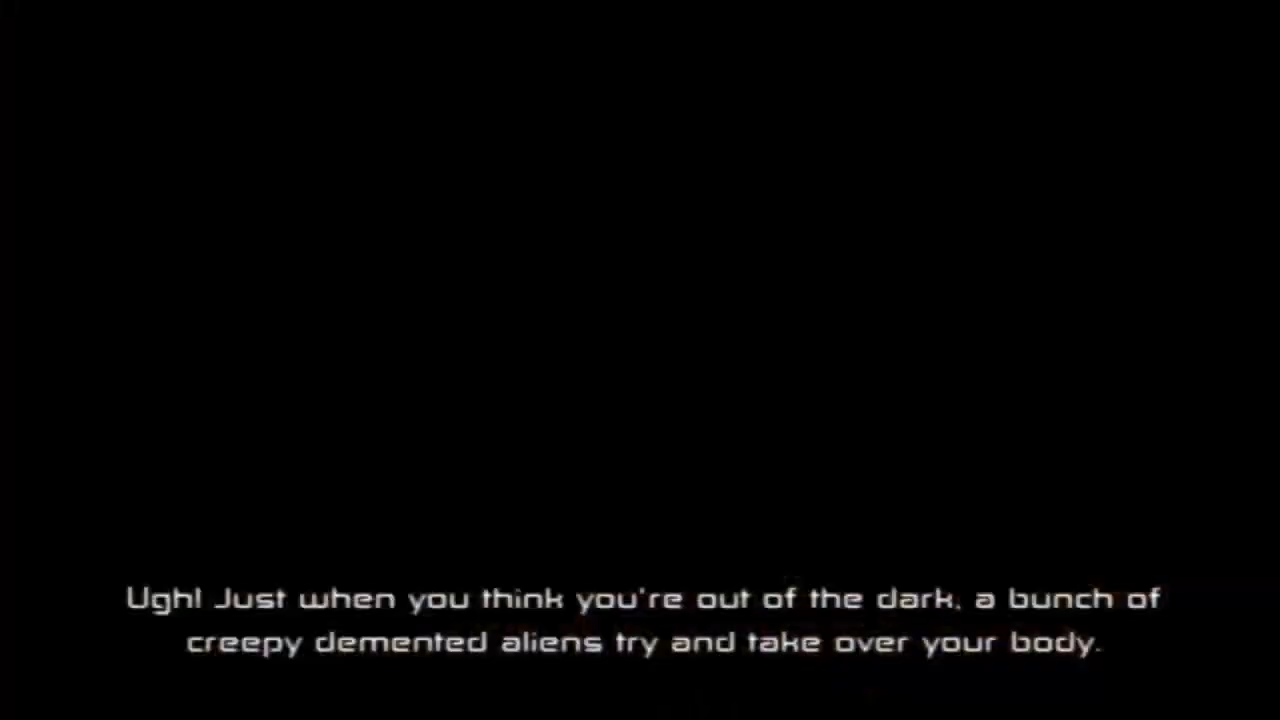 Ugh! Just when you think you're out of the dark, a bunch of
creepy demented aliens try and take over your body.